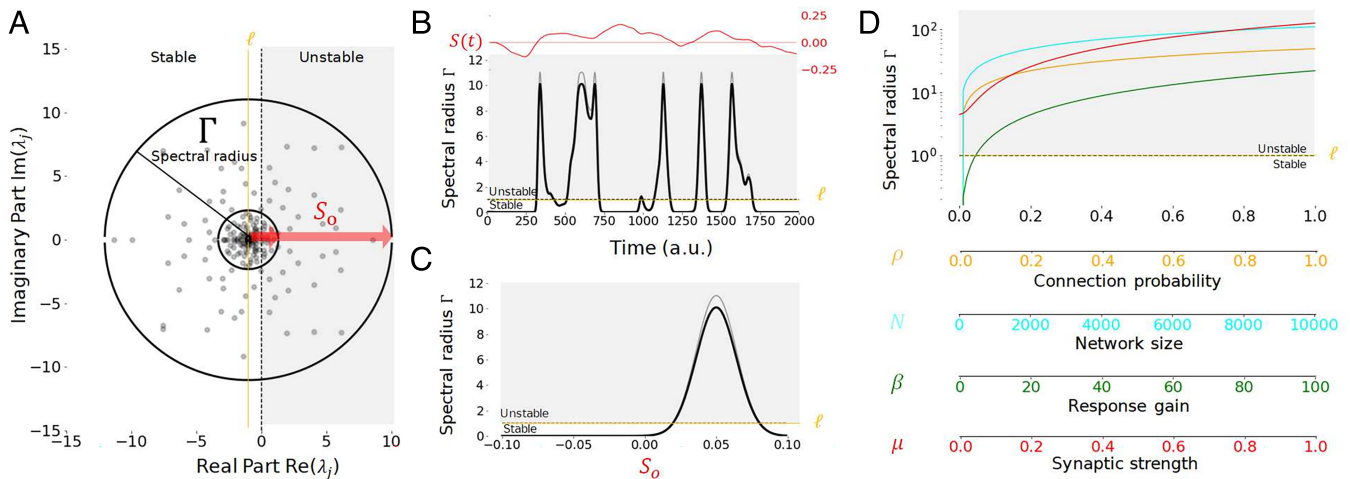 A
ℓ
15
Stable
Unstable
10
Γ
Spectral radius
5
S₀
0
−5
−10
−15
−15
−10
−5
0
5
10
Imaginary Part Im(λⱼ)
Real Part Re(λⱼ)
B
0.25
S(t)
0.00
−0.25
12
10
8
6
4
2
0
Spectral radius Γ
Unstable
Stable
ℓ
0
250
500
750
1000
1250
1500
1750
2000
Time (a.u.)
C
12
10
8
6
4
2
0
Spectral radius Γ
Unstable
Stable
ℓ
−0.10
−0.05
0.00
0.05
0.10
Sₒ
D
10²
10¹
10⁰
Spectral radius Γ
Unstable
Stable
ℓ
0.0 0.2 0.4 0.6 0.8 1.0
ρ 0.0 0.2 0.4 0.6 0.8 1.0
Connection probability
N 0 2000 4000 6000 8000 10000
Network size
β 0 20 40 60 80 100
Response gain
μ 0.0 0.2 0.4 0.6 0.8 1.0
Synaptic strength